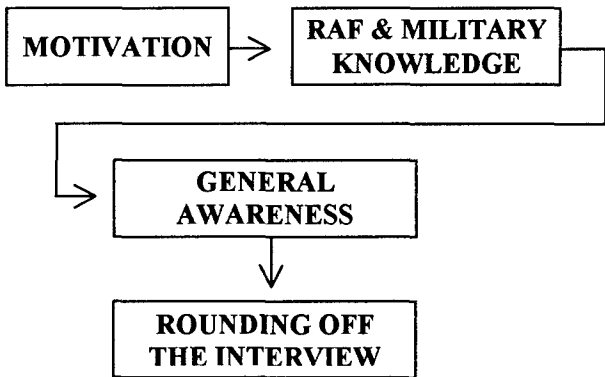 MOTIVATION
RAF & MILITARY
KNOWLEDGE
GENERAL
AWARENESS
ROUNDING OFF
THE INTERVIEW